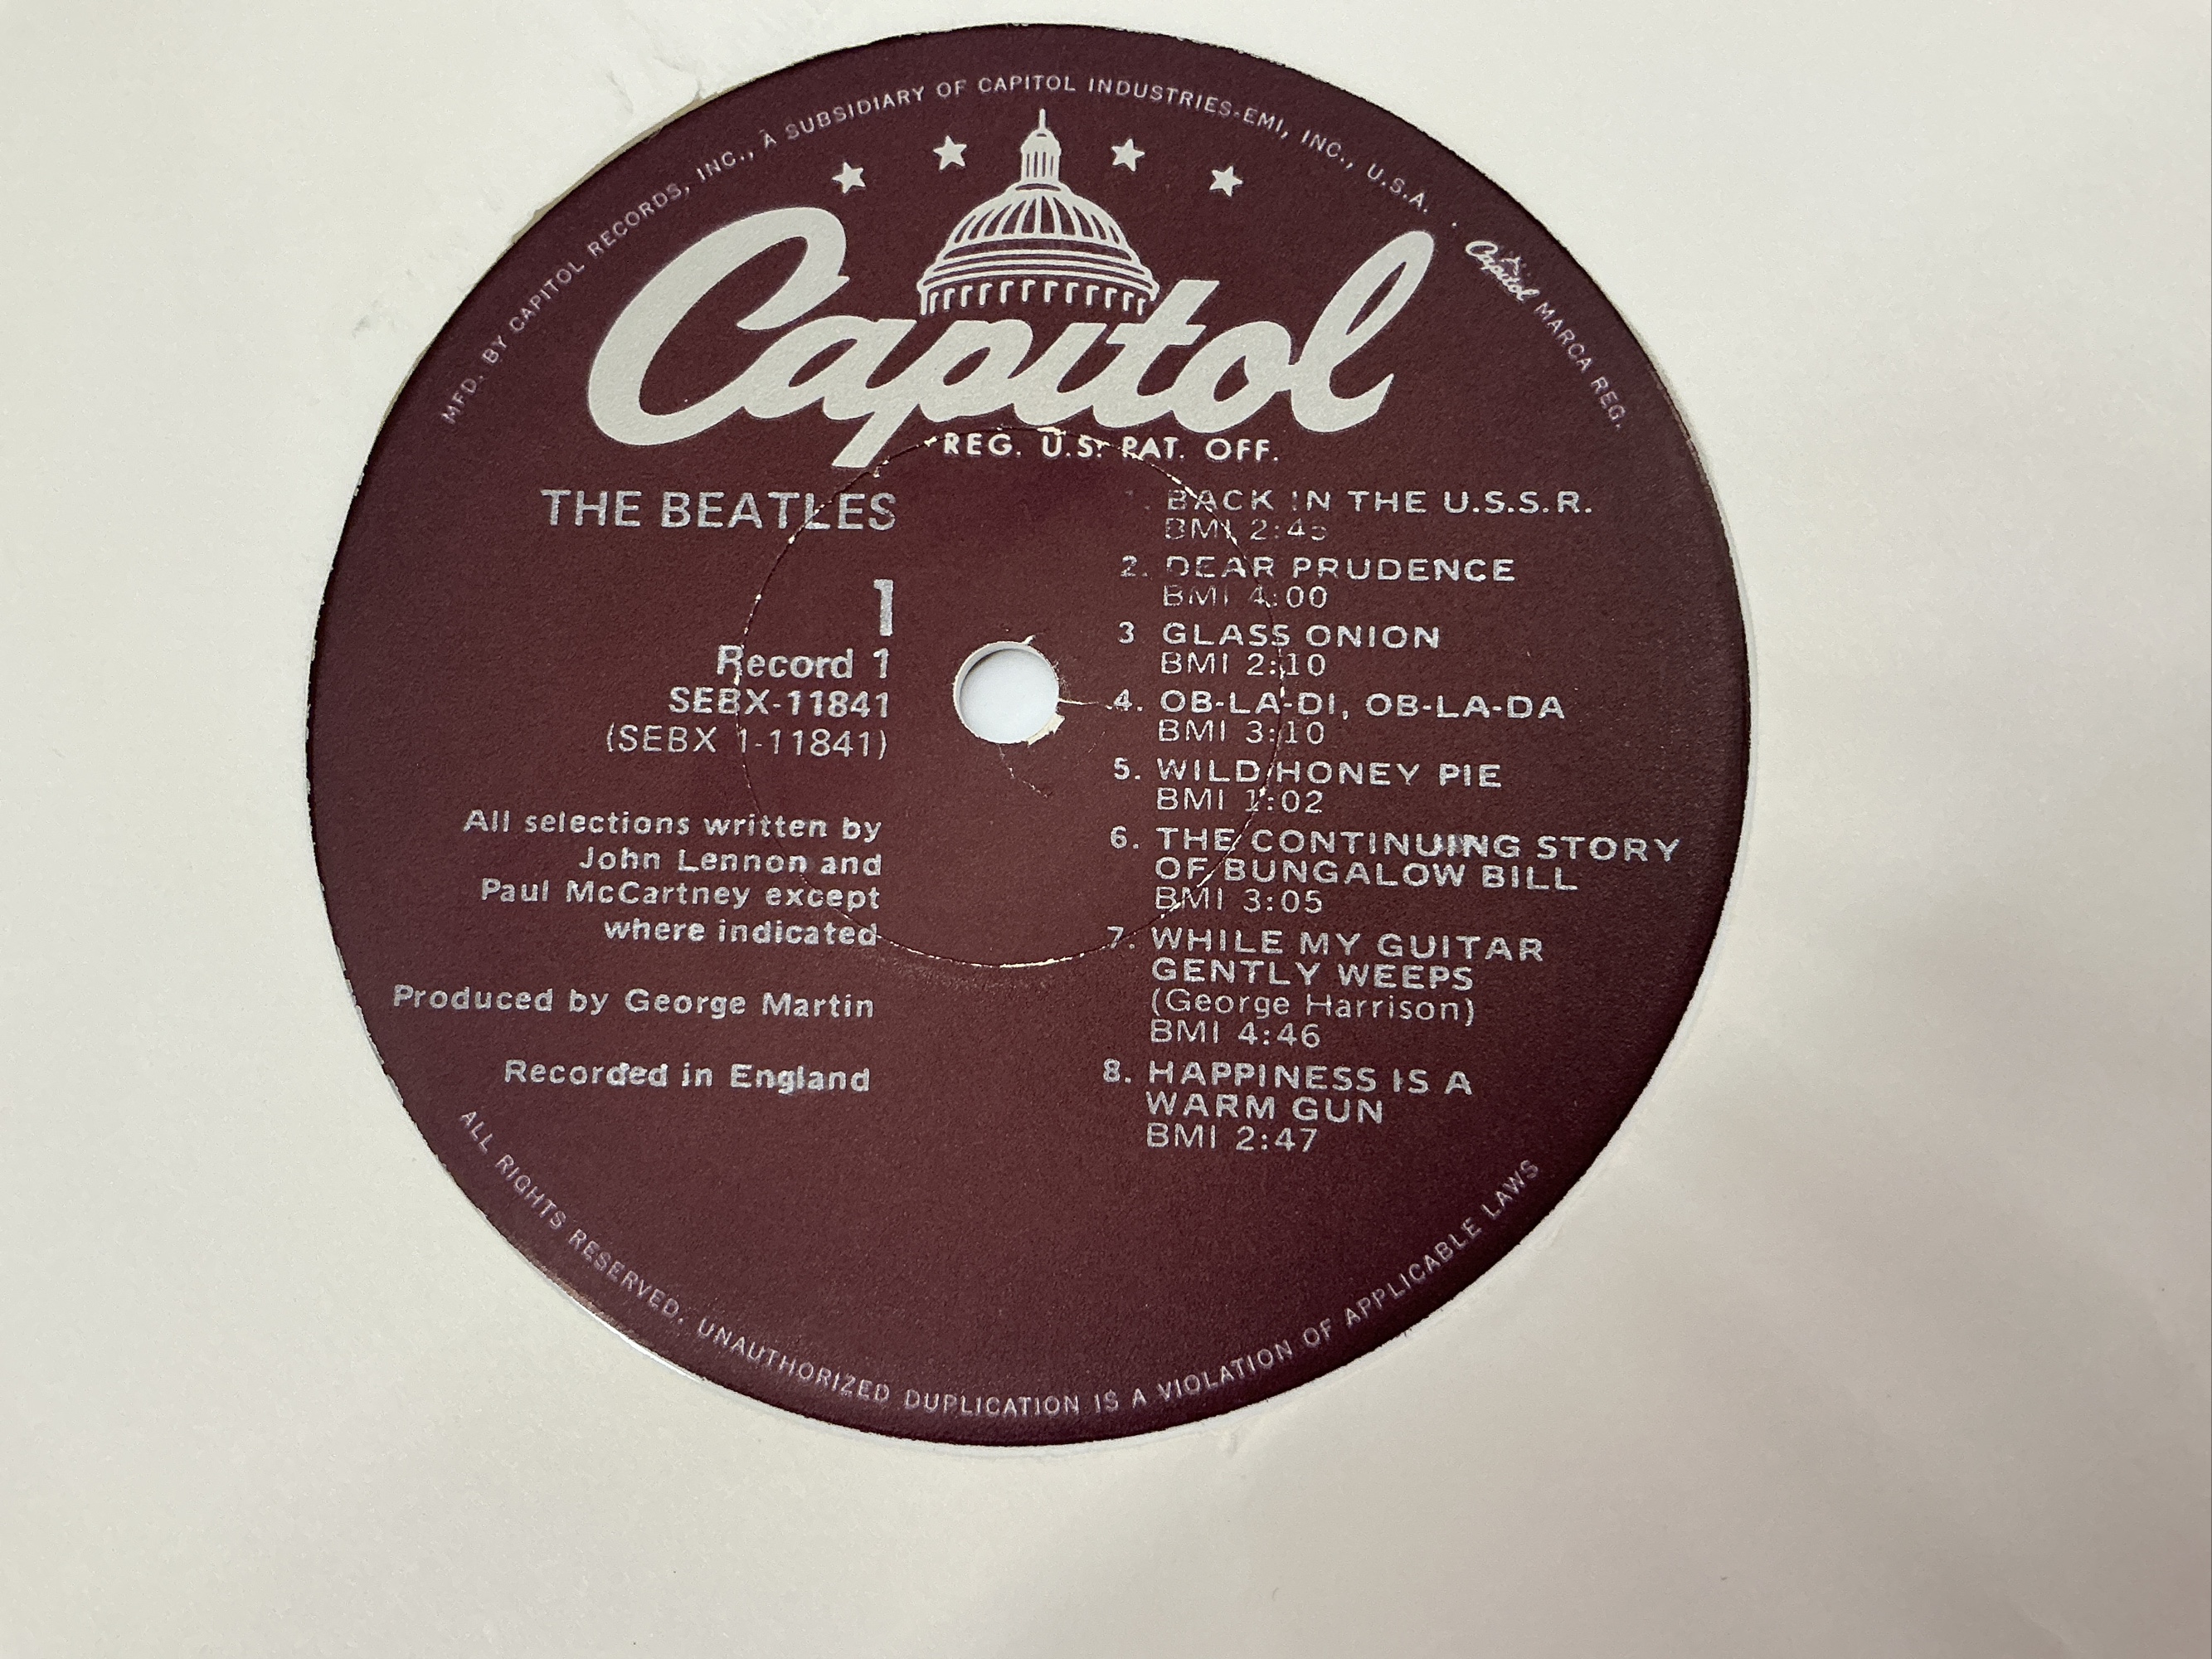 MFD. BY CAPITOL RECORDS, INC., A SUBSIDIARY OF CAPITOL INDUSTRIES-EMI, INC., U.S.A. . Capitol MARCA REG.
Capitol
REG. U.S. PAT. OFF.
THE BEATLES
1
Record 1
SEBX-11841
(SEBX 1-11841)
All selections written by
John Lennon and
Paul McCartney except
where indicated
Produced by George Martin
Recorded in England
BACK IN THE U.S.S.R.
BMI 2:45
2. DEAR PRUDENCE
BMI 4:00
3 GLASS ONION
BMI 2:10
4. OB-LA-DI, OB-LA-DA
BMI 3:10
5. WILD HONEY PIE
BMI 1:02
6. THE CONTINUING STORY
OF BUNGALOW BILL
BMI 3:05
7. WHILE MY GUITAR
GENTLY WEEPS
(George Harrison)
BMI 4:46
8. HAPPINESS IS A
WARM GUN
BMI 2:47
ALL RIGHTS RESERVED. UNAUTHORIZED DUPLICATION IS A VIOLATION OF APPLICABLE LAWS